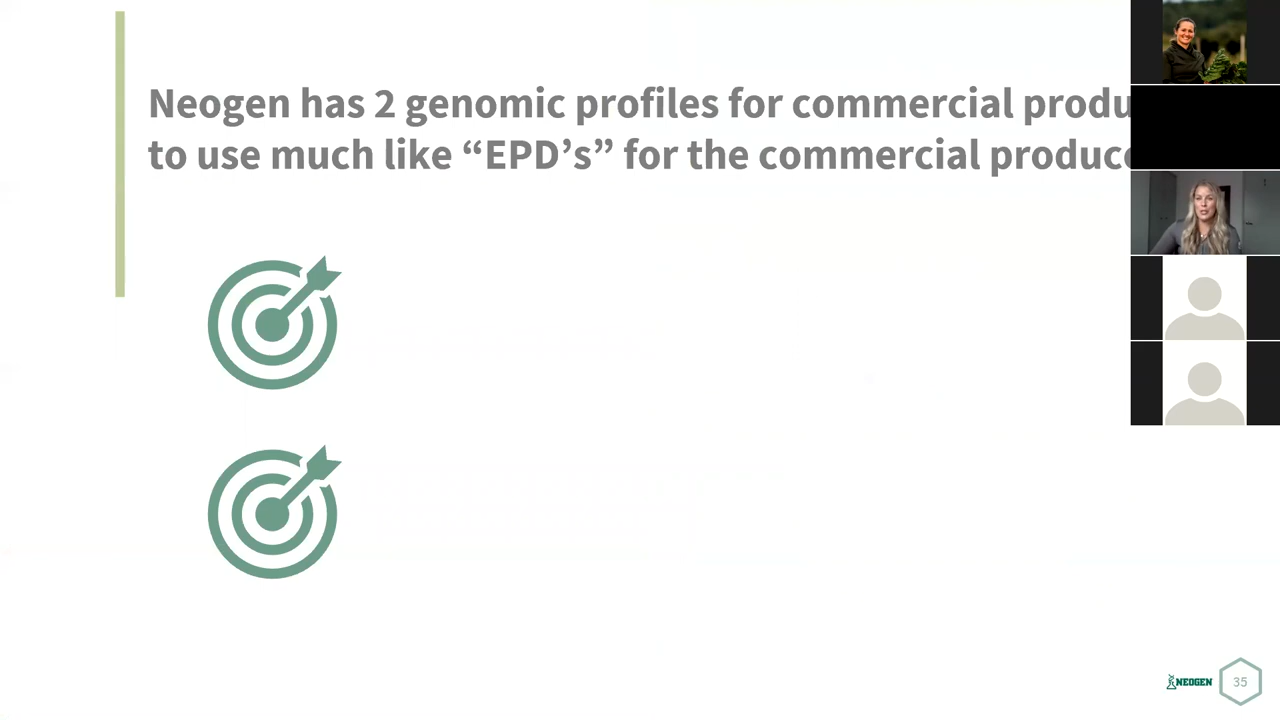 Neogen has 2 genomic profiles for commercial produ
to use much like “EPD’s” for the commercial produc
NEOGEN
35